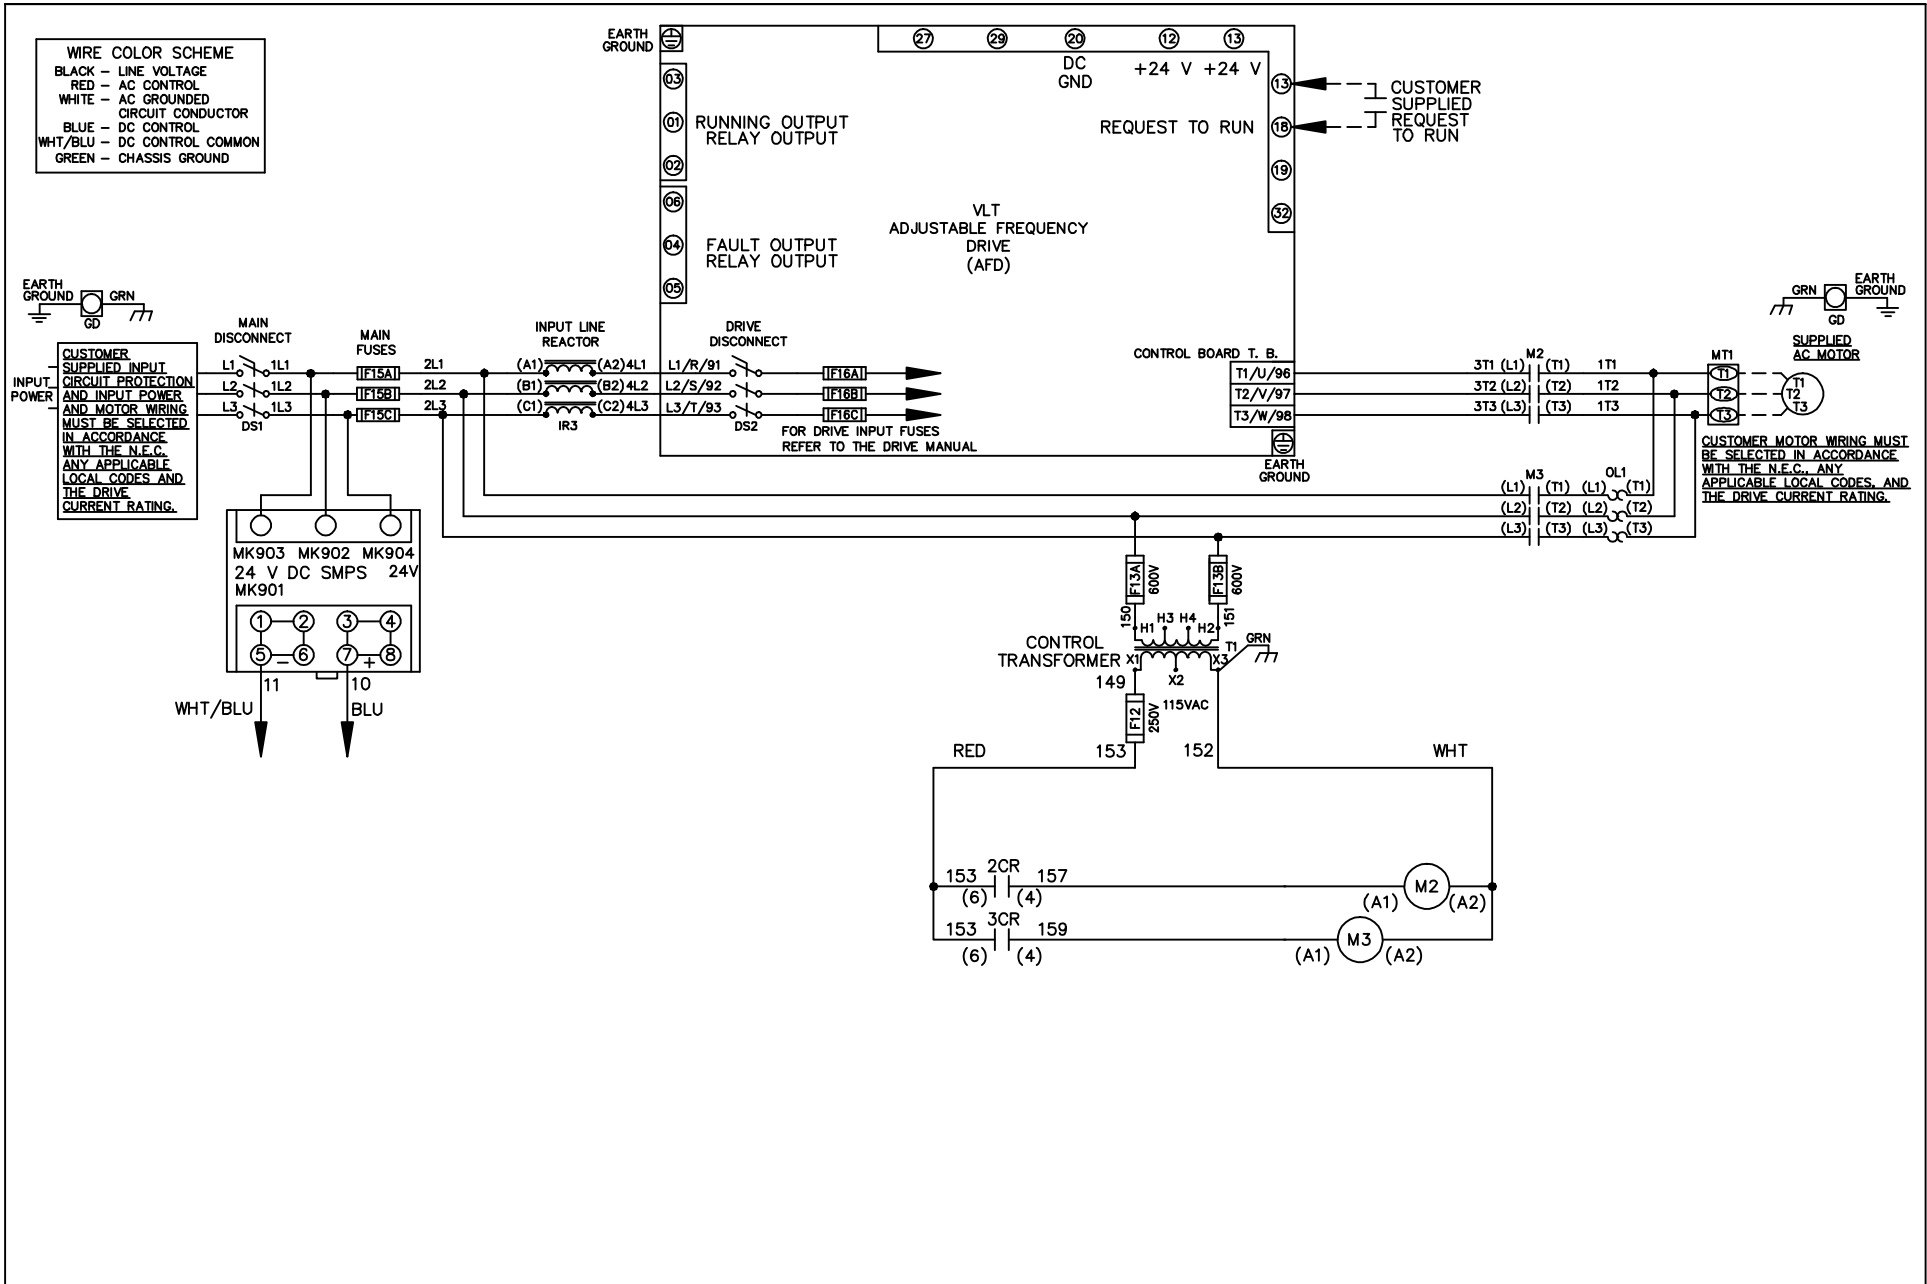 WIRE COLOR SCHEME
BLACK – LINE VOLTAGE
RED – AC CONTROL
WHITE – AC GROUNDED
CIRCUIT CONDUCTOR
BLUE – DC CONTROL
WHT/BLU – DC CONTROL COMMON
GREEN – CHASSIS GROUND
EARTH
GROUND
03
01
02
RUNNING OUTPUT
RELAY OUTPUT
06
04
05
FAULT OUTPUT
RELAY OUTPUT
27 29 20 12 13
DC
GND
+24 V +24 V
13
REQUEST TO RUN 18
19
32
CUSTOMER
SUPPLIED
REQUEST
TO RUN
VLT
ADJUSTABLE FREQUENCY
DRIVE
(AFD)
EARTH
GROUND
GRN
GD
INPUT
POWER
CUSTOMER
SUPPLIED INPUT
CIRCUIT PROTECTION
AND INPUT POWER
AND MOTOR WIRING
MUST BE SELECTED
IN ACCORDANCE
WITH THE N.E.C.
ANY APPLICABLE
LOCAL CODES AND
THE DRIVE
CURRENT RATING.
MAIN
DISCONNECT
L1 1L1
L2 1L2
L3 1L3
DS1
MAIN
FUSES
F15A 2L1
F15B 2L2
F15C 2L3
INPUT LINE
REACTOR
(A1) (A2) 4L1
(B1) (B2) 4L2
(C1) (C2) 4L3
IR3
DRIVE
DISCONNECT
L1/R/91
L2/S/92
L3/T/93
DS2
F16A
F16B
F16C
FOR DRIVE INPUT FUSES
REFER TO THE DRIVE MANUAL
CONTROL BOARD T. B.
T1/U/96
T2/V/97
T3/W/98
EARTH
GROUND
M2
3T1 (L1) (T1) 1T1
3T2 (L2) (T2) 1T2
3T3 (L3) (T3) 1T3
MT1
T1
T2
T3
GRN
GD
EARTH
GROUND
SUPPLIED
AC MOTOR
T1
T2
T3
CUSTOMER MOTOR WIRING MUST
BE SELECTED IN ACCORDANCE
WITH THE N.E.C., ANY
APPLICABLE LOCAL CODES, AND
THE DRIVE CURRENT RATING.
M3 OL1
(L1) (T1) (L1) (T1)
(L2) (T2) (L2) (T2)
(L3) (T3) (L3) (T3)
MK903 MK902 MK904
24 V DC SMPS 24V
MK901
1 2 3 4
5 – 6 7 + 8
11 10
WHT/BLU BLU
F13A
600V
F13B
600V
150
151
H1 H3 H4 H2
CONTROL
TRANSFORMER
T1
GRN
X1 X3
X2
149
F12
250V
115VAC
RED 153 152 WHT
2CR
153 157
(6) (4)
M2
(A1) (A2)
3CR
153 159
(6) (4)
M3
(A1) (A2)